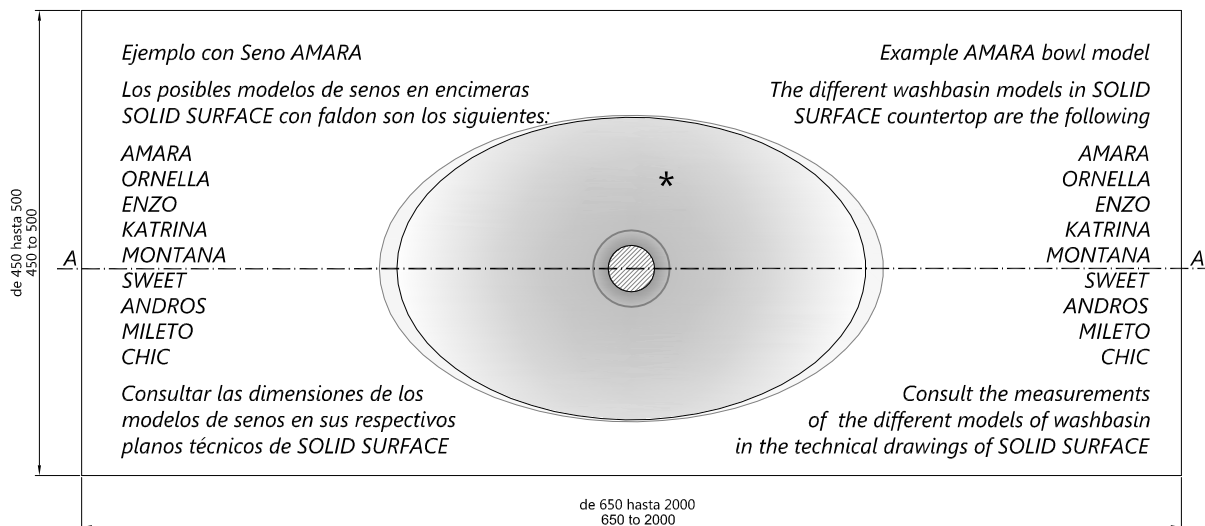 Ejemplo con Seno AMARA
Los posibles modelos de senos en encimeras
SOLID SURFACE con faldon son los siguientes:
AMARA
ORNELLA
ENZO
KATRINA
MONTANA
SWEET
ANDROS
MILETO
CHIC
Consultar las dimensiones de los
modelos de senos en sus respectivos
planos técnicos de SOLID SURFACE
Example AMARA bowl model
The different washbasin models in SOLID
SURFACE countertop are the following
AMARA
ORNELLA
ENZO
KATRINA
MONTANA
SWEET
ANDROS
MILETO
CHIC
Consult the measurements
of the different models of washbasin
in the technical drawings of SOLID SURFACE
*
A
A
de 450 hasta 500
450 to 500
de 650 hasta 2000
650 to 2000